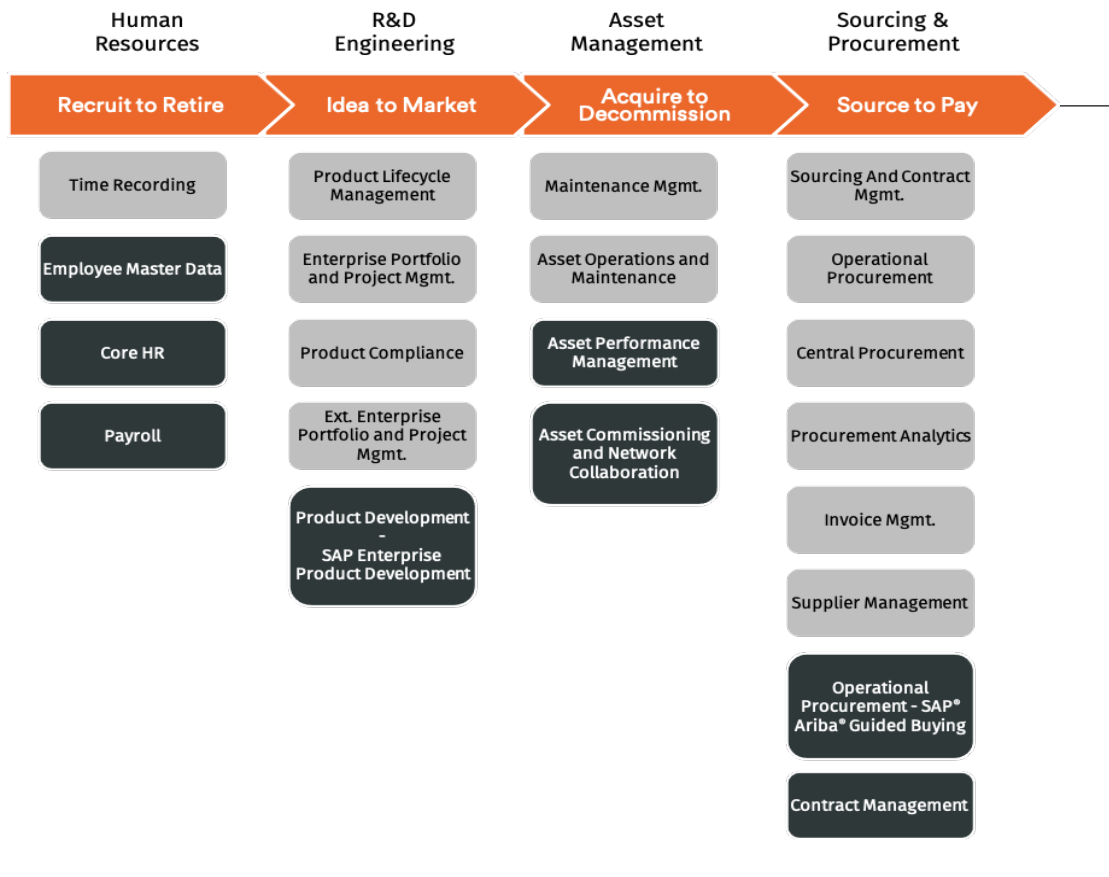 Human
Resources
R&D
Engineering
Asset
Management
Sourcing &
Procurement
Recruit to Retire
Idea to Market
Acquire to
Decommission
Source to Pay
Time Recording
Employee Master Data
Core HR
Payroll
Product Lifecycle
Management
Enterprise Portfolio
and Project Mgmt.
Product Compliance
Ext. Enterprise
Portfolio and Project
Mgmt.
Product Development
-
SAP Enterprise
Product Development
Maintenance Mgmt.
Asset Operations and
Maintenance
Asset Performance
Management
Asset Commissioning
and Network
Collaboration
Sourcing And Contract
Mgmt.
Operational
Procurement
Central Procurement
Procurement Analytics
Invoice Mgmt.
Supplier Management
Operational
Procurement - SAP®
Ariba® Guided Buying
Contract Management